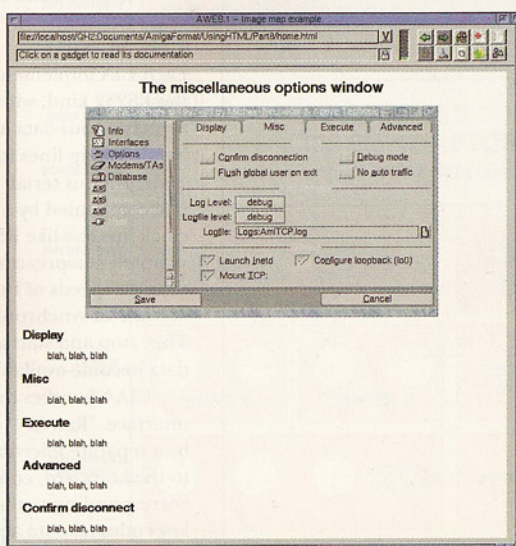 AWEB.1 - Image map example
file://localhost/QH2:Documents/AmigaFormat/UsingHTML/Part8/home.html
Click on a gadget to read its documentation
The miscellaneous options window
Info
Interfaces
Options
Modems/TAs
Database
Display Misc Execute Advanced
Confirm disconnection Debug mode
Flush global user on exit No auto traffic
Log Level: debug
Logfile level: debug
Logfile: Logs:AmiTCP.log
Launch Inetd Configure loopback (lo0)
Mount TCP:
Save Cancel
Display
blah, blah, blah
Misc
blah, blah, blah
Execute
blah, blah, blah
Advanced
blah, blah, blah
Confirm disconnect
blah, blah, blah